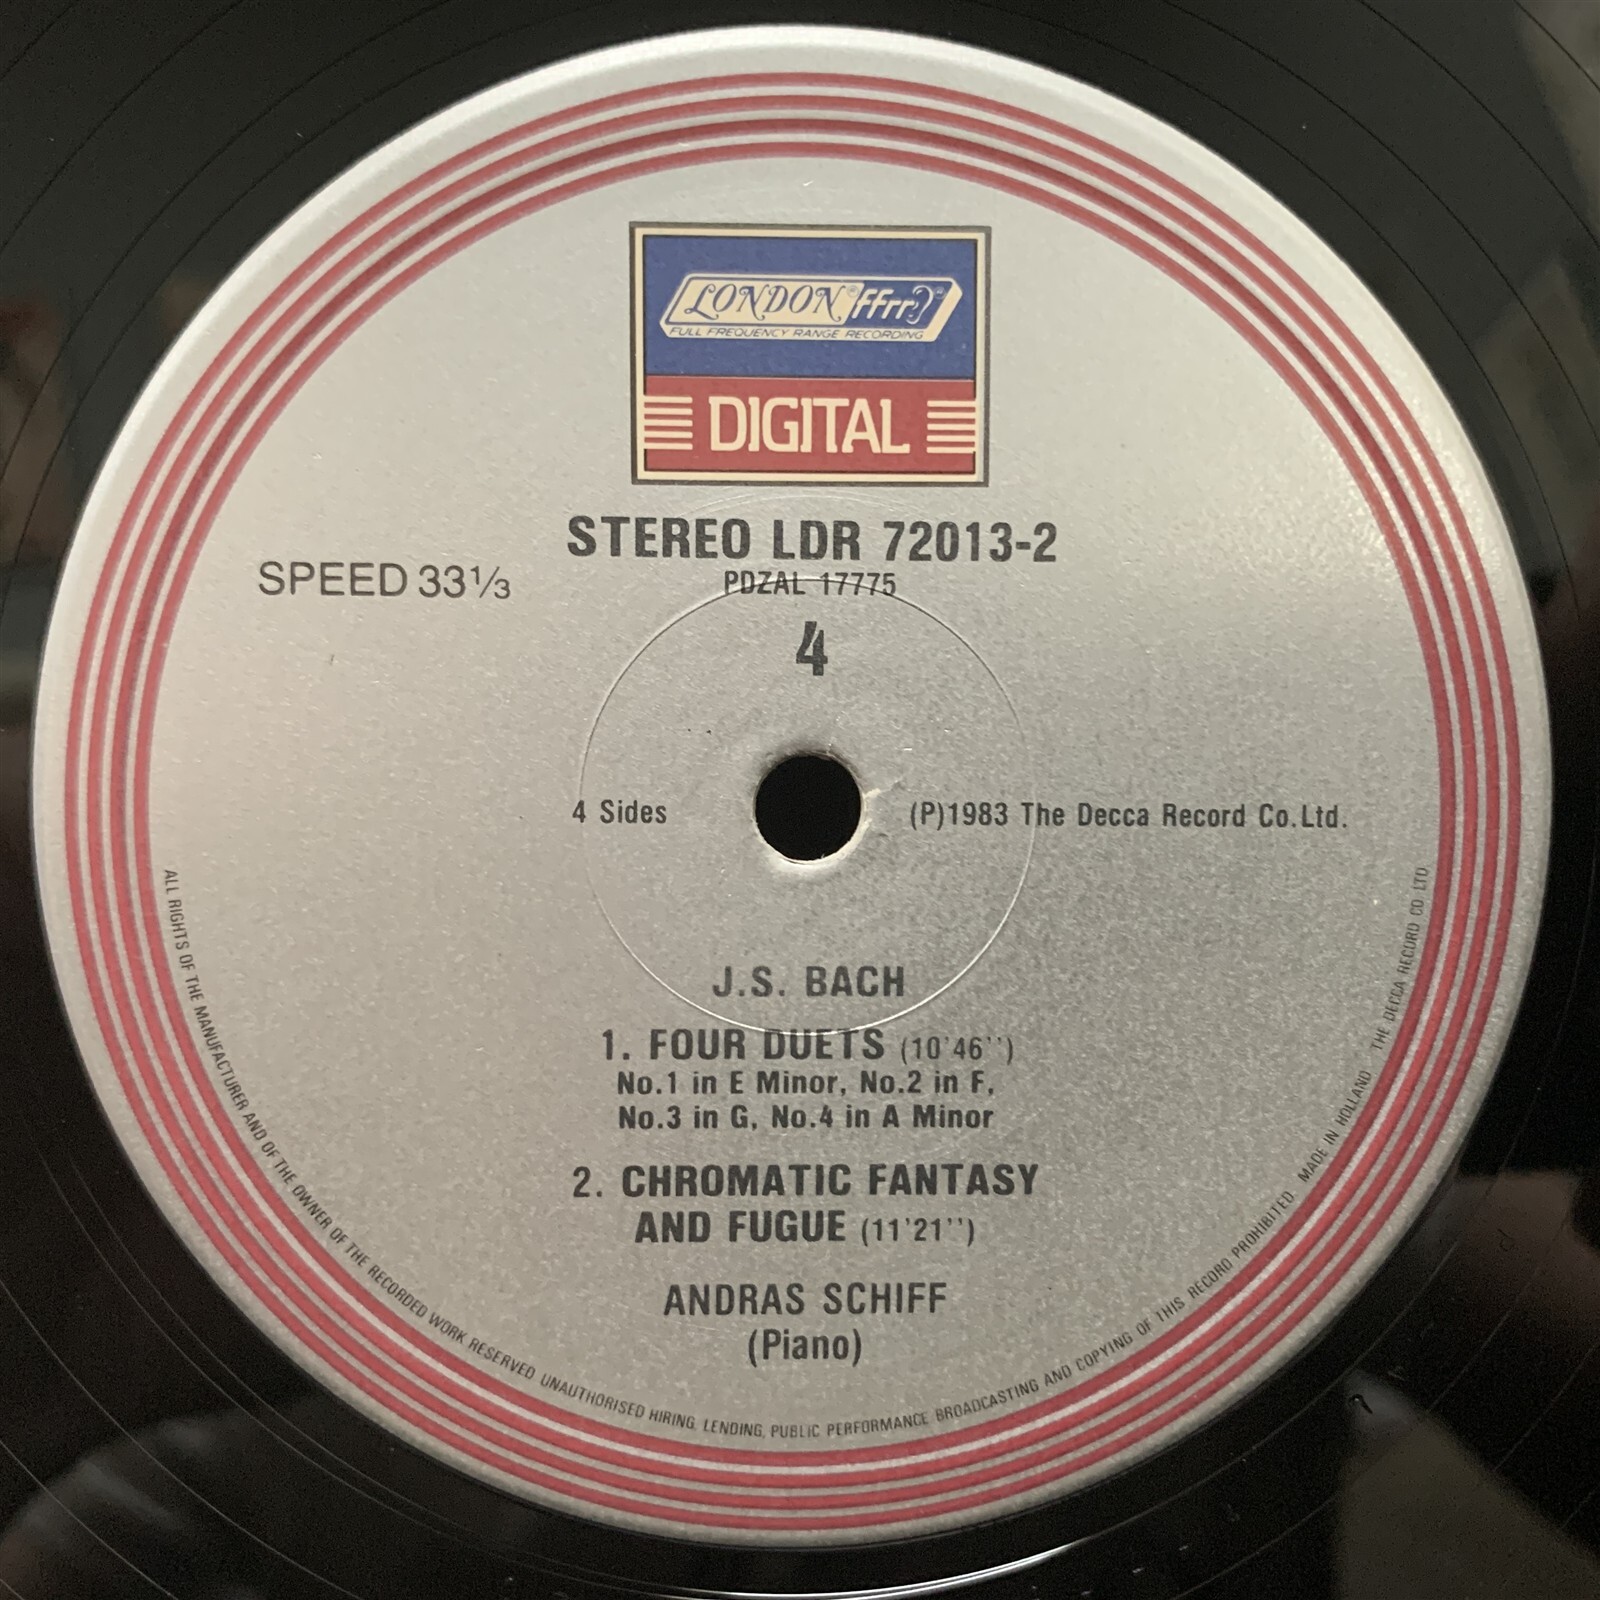 LONDON ffrr
FULL FREQUENCY RANGE RECORDING
DIGITAL
STEREO LDR 72013-2
SPEED 33⅓
PDZAL 17775
4
4 Sides
(P)1983 The Decca Record Co.Ltd.
J.S. BACH
1. FOUR DUETS (10'46'')
No.1 in E Minor, No.2 in F,
No.3 in G, No.4 in A Minor
2. CHROMATIC FANTASY
AND FUGUE (11'21'')
ANDRAS SCHIFF
(Piano)
ALL RIGHTS OF THE MANUFACTURER AND OF THE OWNER OF THE RECORDED WORK RESERVED UNAUTHORISED HIRING, LENDING, PUBLIC PERFORMANCE BROADCASTING AND COPYING OF THIS RECORD PROHIBITED MADE IN HOLLAND THE DECCA RECORD CO LTD